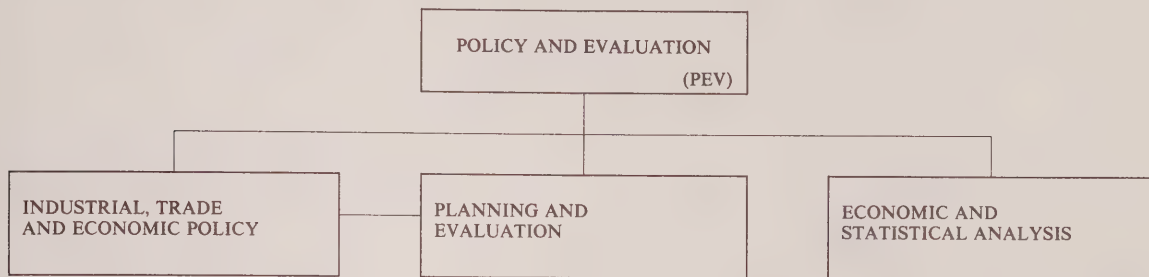 POLICY AND EVALUATION
(PEV)
INDUSTRIAL, TRADE
AND ECONOMIC POLICY
PLANNING AND
EVALUATION
ECONOMIC AND
STATISTICAL ANALYSIS